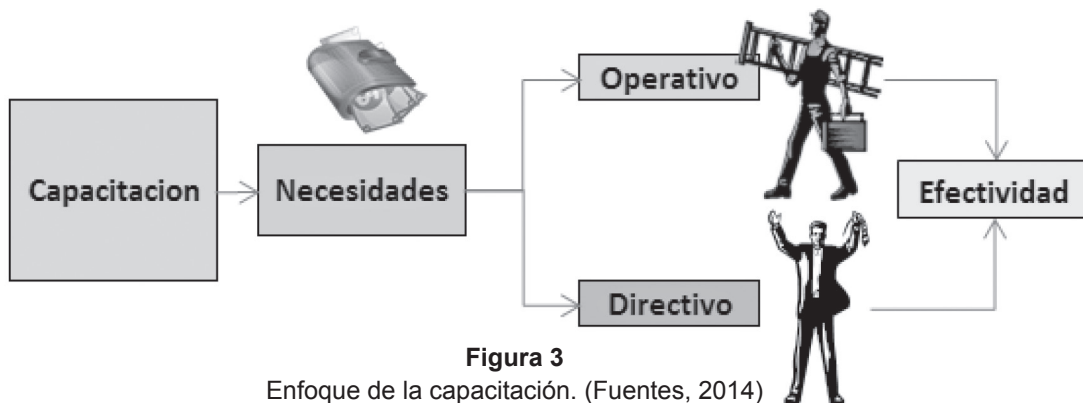 Operativo
Capacitacion
Necesidades
Efectividad
Directivo
Figura 3
Enfoque de la capacitación. (Fuentes, 2014)